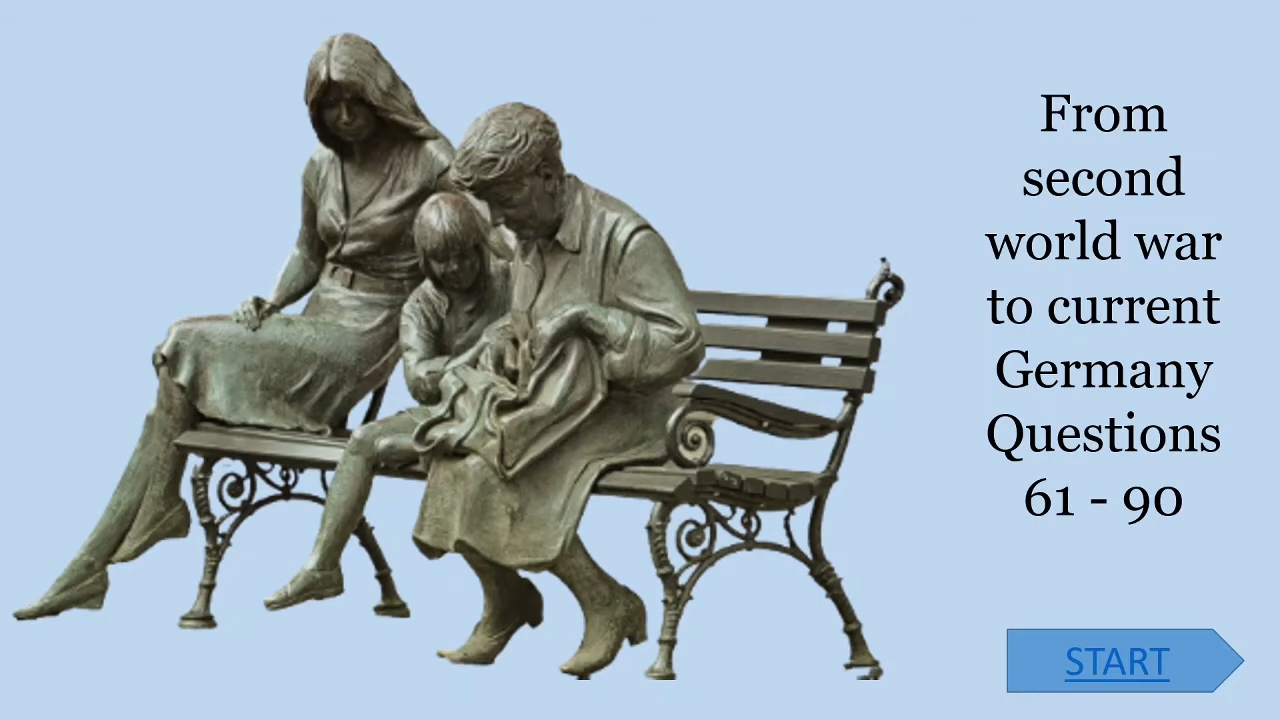 From
second
world war
to current
Germany
Questions
61 - 90
START